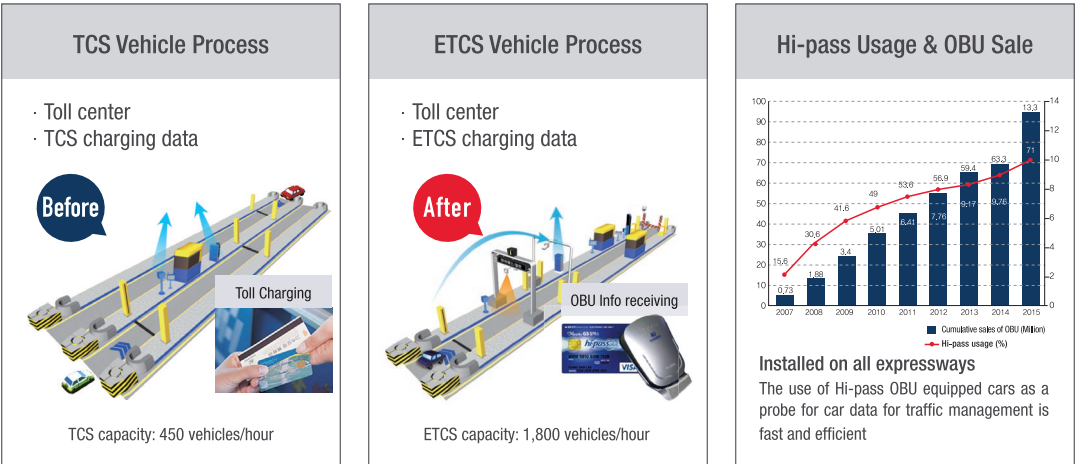 TCS Vehicle Process
· Toll center
· TCS charging data
Before
Toll Charging
TCS capacity: 450 vehicles/hour
ETCS Vehicle Process
· Toll center
· ETCS charging data
After
OBU Info receiving
hi-pass
VISA
ETCS capacity: 1,800 vehicles/hour
Hi-pass Usage & OBU Sale
100
90
80
70
60
50
40
30
20
10
0
14
12
10
8
6
4
2
0
15,6
30,6
41.6
49
53,6
56,9
59,4
63,3
71
0,73
1,88
3,4
5,01
6,41
7,76
9,17
9,76
13,3
2007 2008 2009 2010 2011 2012 2013 2014 2015
Cumulative sales of OBU (Million)
Hi-pass usage (%)
Installed on all expressways
The use of Hi-pass OBU equipped cars as a
probe for car data for traffic management is
fast and efficient